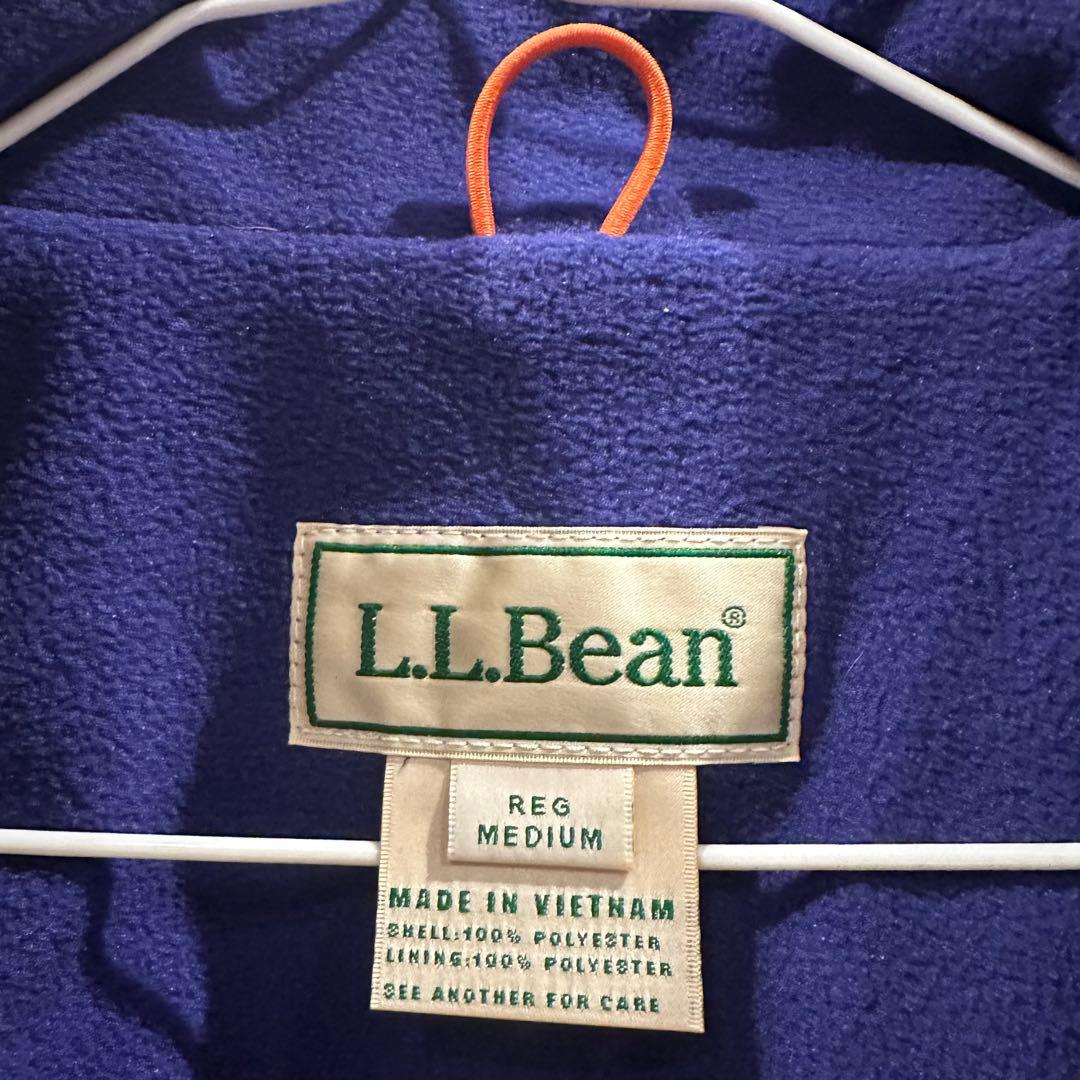 L.L.Bean®
REG
MEDIUM
MADE IN VIETNAM
SHELL:100% POLYESTER
LINING:100% POLYESTER
SEE ANOTHER FOR CARE